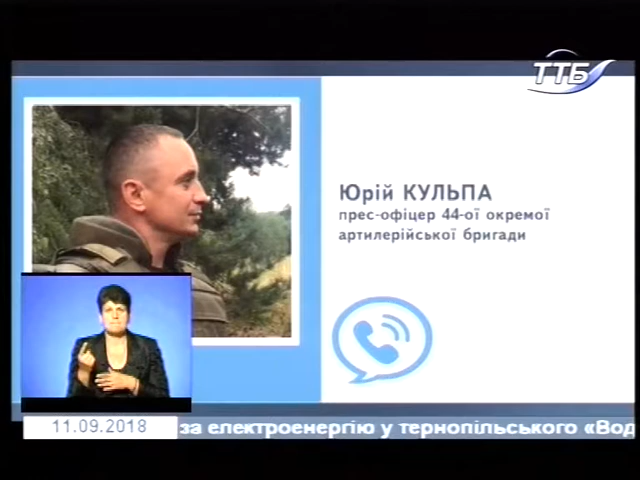 ТТБ
Юрій КУЛЬПА
прес-офіцер 44-ої окремої
артилерійської бригади
11.09.2018 за електроенергію у тернопільського «Вод